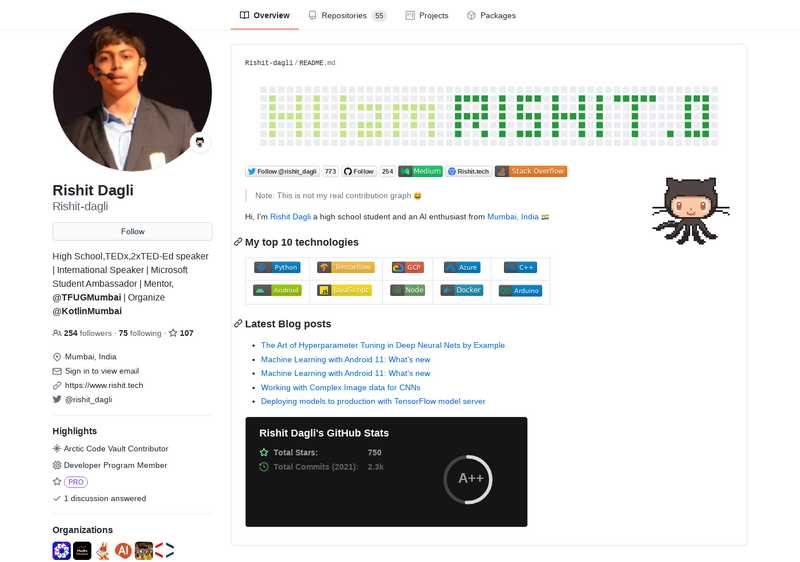 Overview
Repositories 55
Projects
Packages
Rishit Dagli
Rishit-dagli
Follow
High School,TEDx,2xTED-Ed speaker
| International Speaker | Microsoft
Student Ambassador | Mentor,
@TFUGMumbai | Organize
@KotlinMumbai
254 followers · 75 following · 107
Mumbai, India
Sign in to view email
https://www.rishit.tech
@rishit_dagli
Highlights
Arctic Code Vault Contributor
Developer Program Member
PRO
1 discussion answered
Organizations
AI
Rishit-dagli / README.md
HI I am RISHIT.D
Follow @rishit_dagli 773 Follow 254 Medium Rishit.tech Stack Overflow
Note: This is not my real contribution graph 😄
Hi, I'm Rishit Dagli a high school student and an AI enthusiast from Mumbai, India 🇮🇳
My top 10 technologies
Python Tensorflow GCP Azure C++
Android JavaScript Node Docker Arduino
Latest Blog posts
The Art of Hyperparameter Tuning in Deep Neural Nets by Example
Machine Learning with Android 11: What's new
Machine Learning with Android 11: What's new
Working with Complex Image data for CNNs
Deploying models to production with TensorFlow model server
Rishit Dagli's GitHub Stats
Total Stars: 750
Total Commits (2021): 2.3k
A++